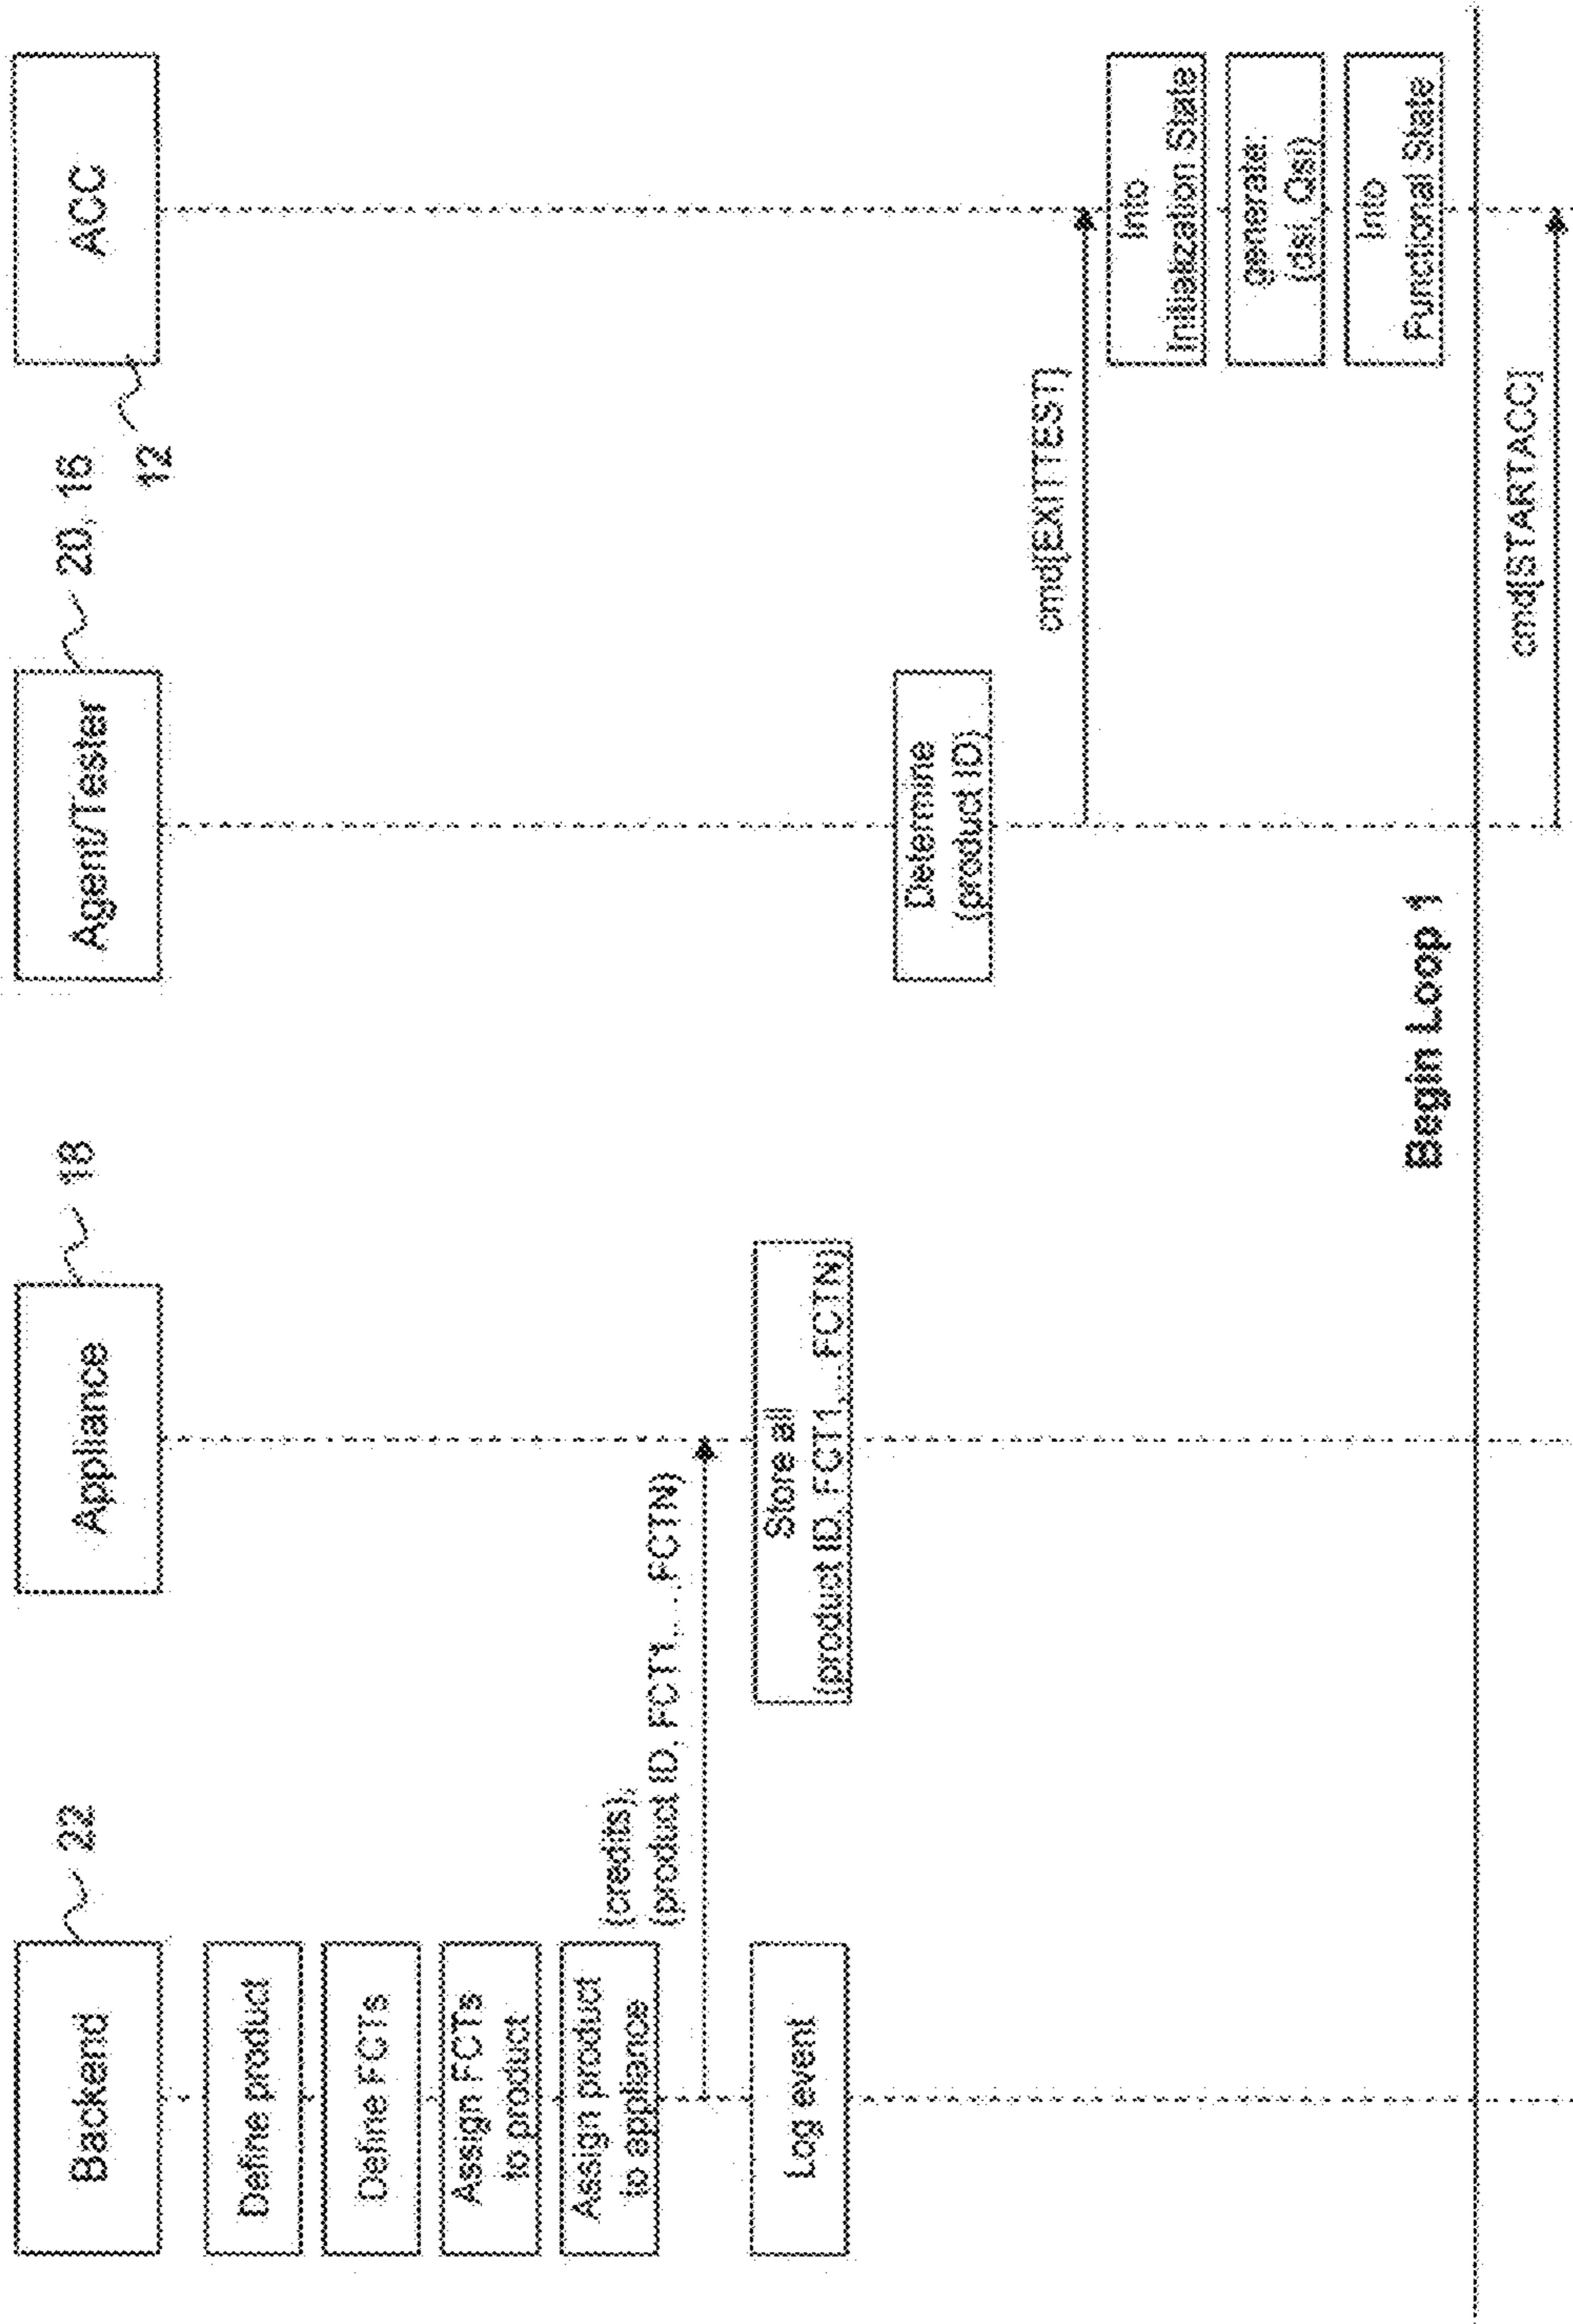 Backend
22
Appliance
18
Agent/Tester
20, 16
ACC
12
Define product
Define FCTs
Assign FCTs
to product
Assign product
to appliance
(credits),
(product ID, FCT1,...FCTN)
Log event
Store all
(product ID, FCT1,...FCTN)
Determine
(product ID)
cmd[EXITTEST]
Into
Initialization State
generate:
(dsi, Qsi)
Into
Functional State
Begin Loop 1
cmd[STARTACC]